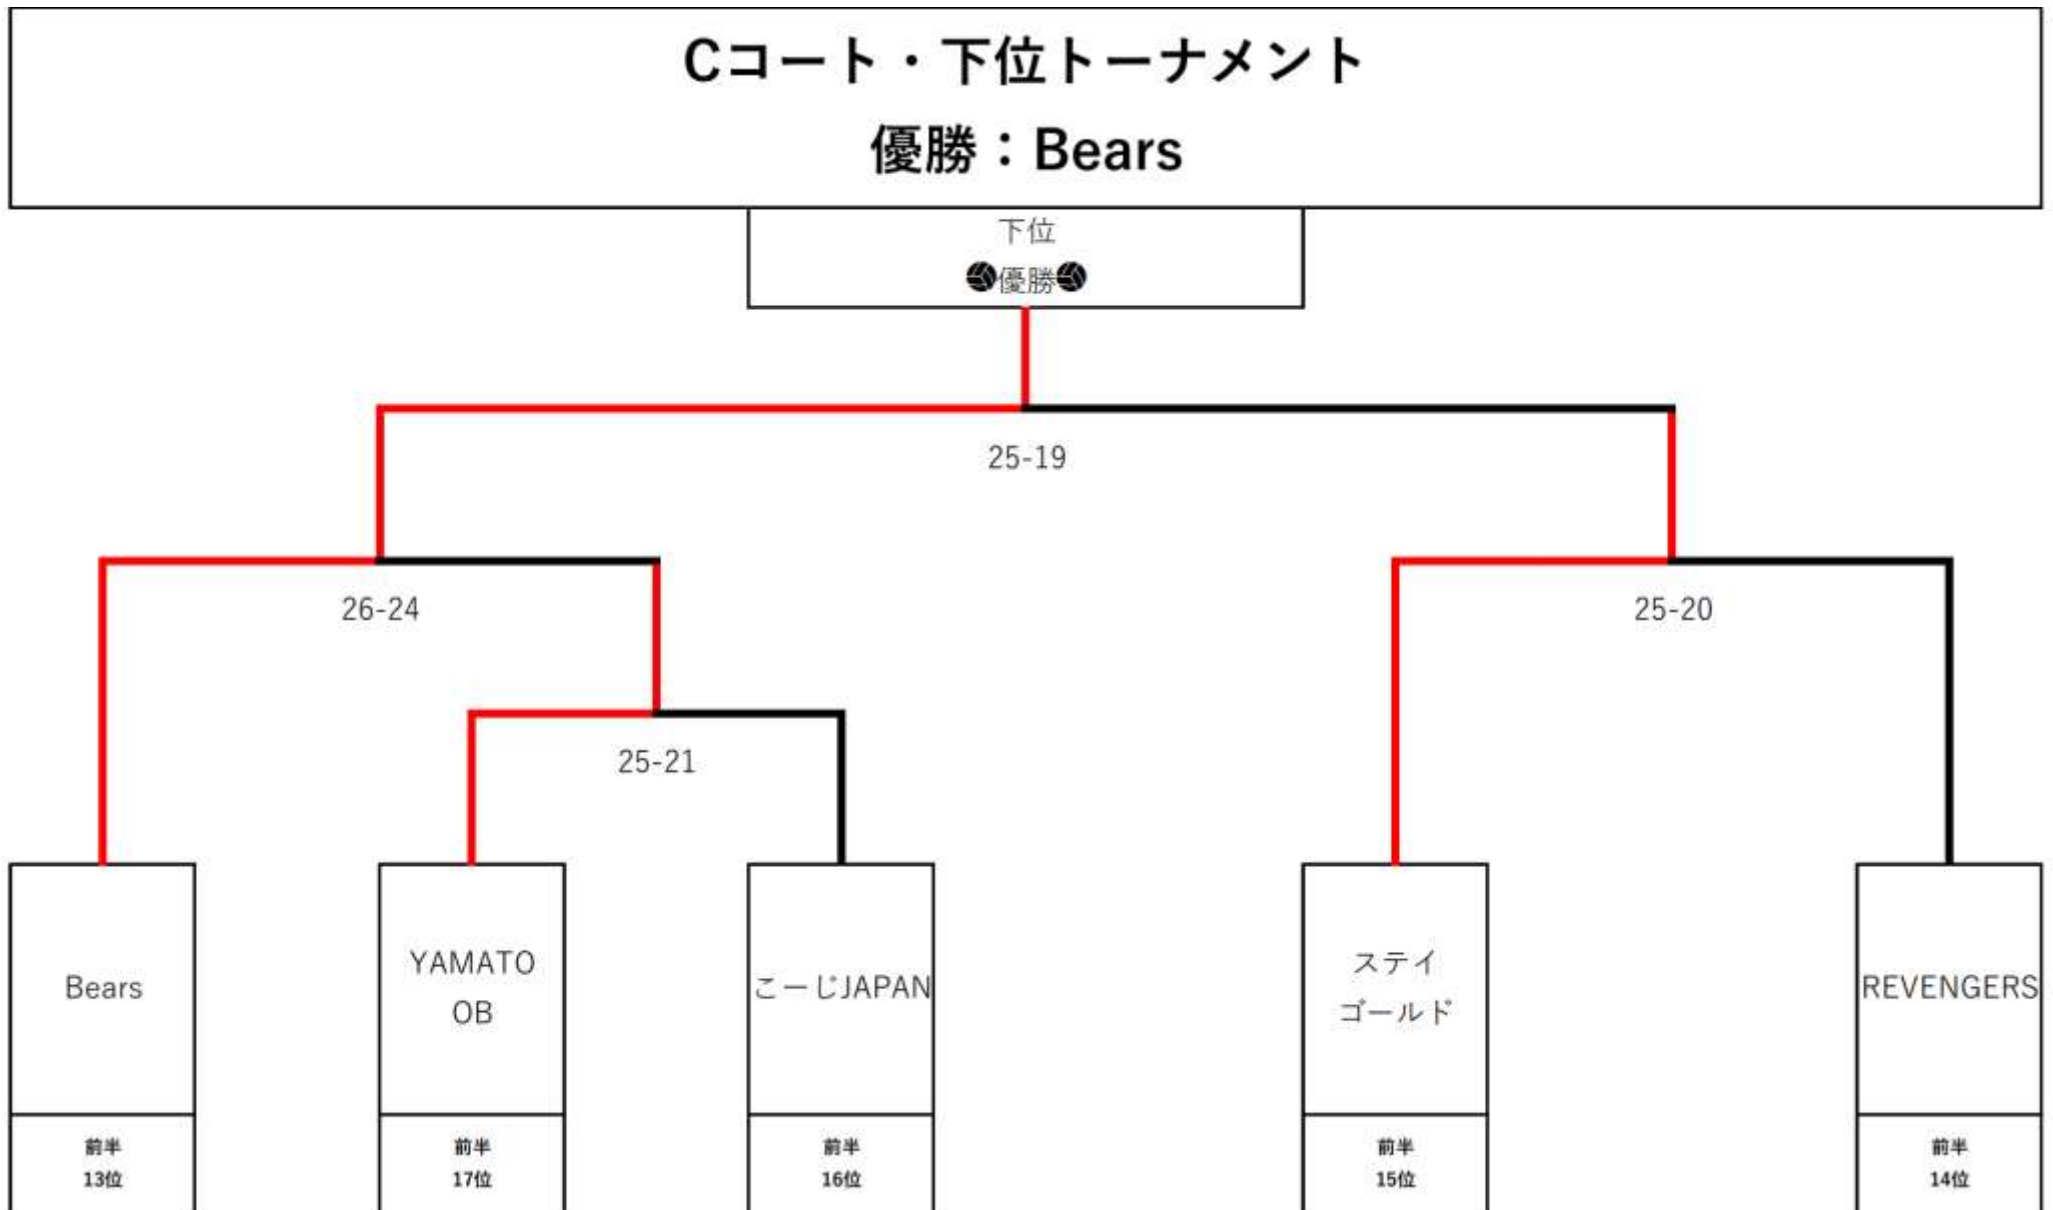 Cコート・下位トーナメント
優勝：Bears
下位
優勝
25-19
26-24
25-20
25-21
Bears
YAMATO
OB
こーじJAPAN
ステイ
ゴールド
REVENGERS
前半
13位
前半
17位
前半
16位
前半
15位
前半
14位